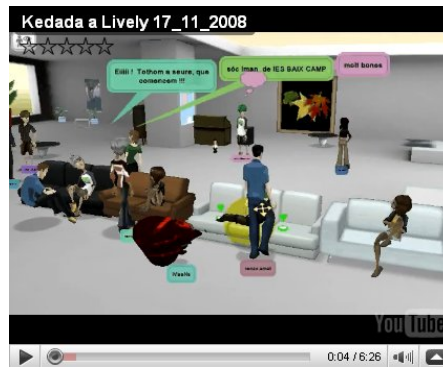 Kedada a Lively 17_11_2008
Eiiiii ! Tothom a seure, que
comencem !!!
sóc Iman, de IES BAIX CAMP
molt bones
YouTube
0:04 / 6:26